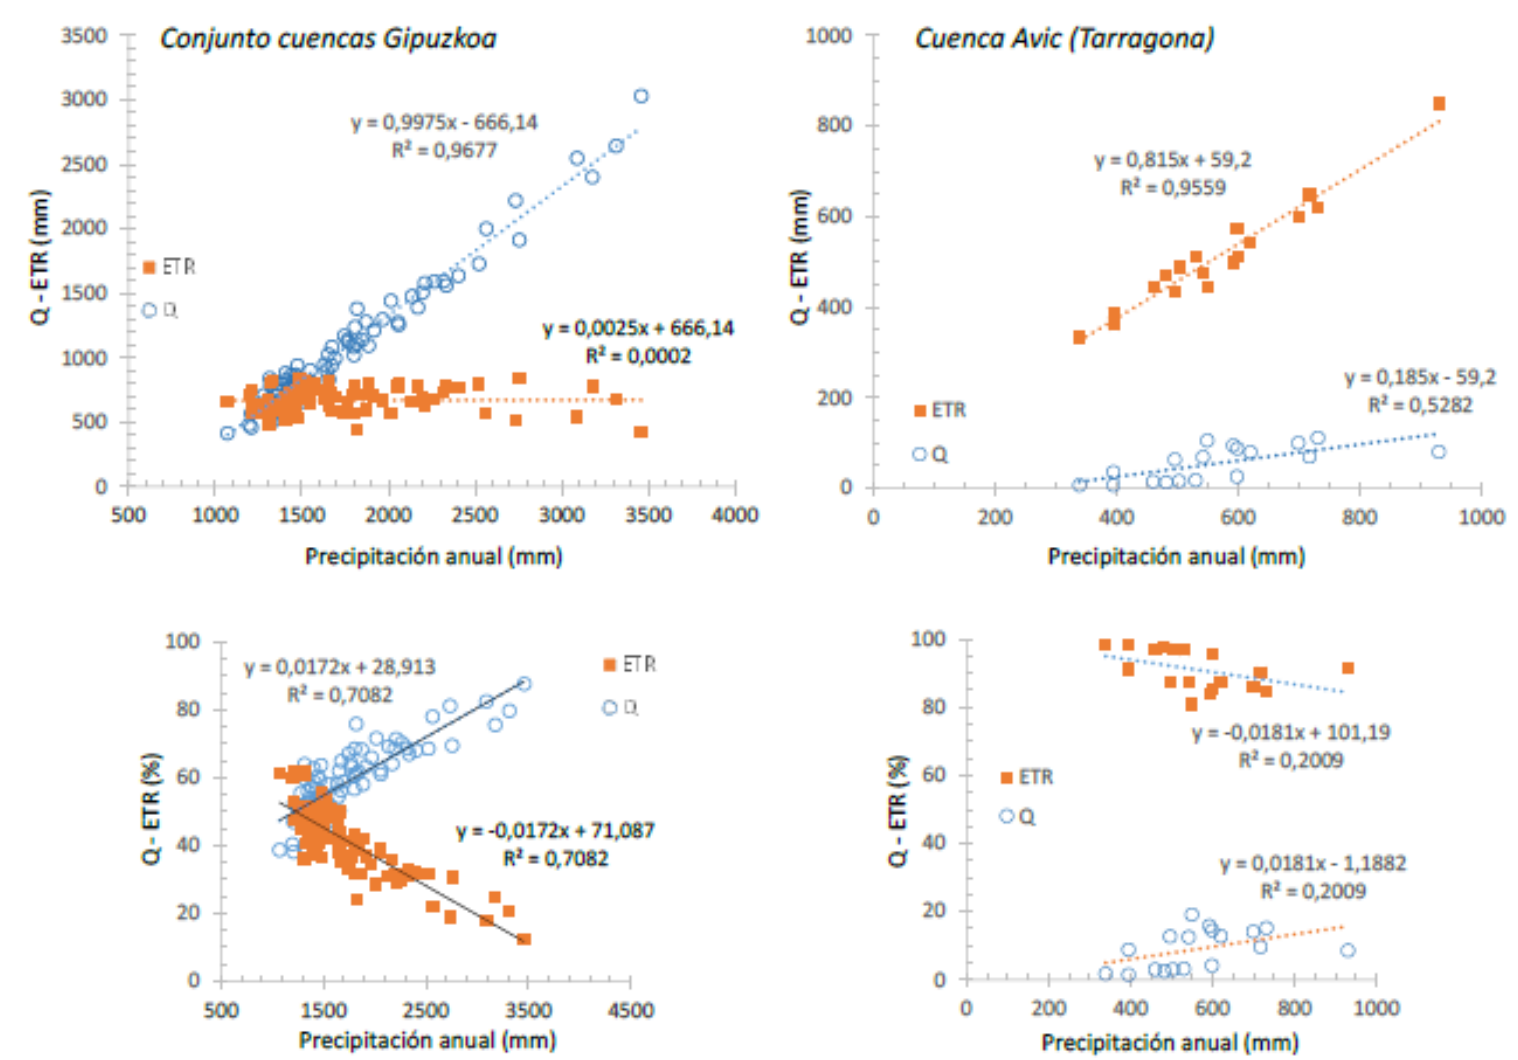 Conjunto cuencas Gipuzkoa
3500
3000
2500
2000
1500
1000
500
0
Q - ETR (mm)
y = 0,9975x - 666,14
R² = 0,9677
ETR
Q
y = 0,0025x + 666,14
R² = 0,0002
500 1000 1500 2000 2500 3000 3500 4000
Precipitación anual (mm)
Cuenca Avic (Tarragona)
1000
800
600
400
200
0
Q - ETR (mm)
y = 0,815x + 59,2
R² = 0,9559
y = 0,185x - 59,2
R² = 0,5282
ETR
Q
0 200 400 600 800 1000
Precipitación anual (mm)
100
80
60
40
20
0
Q - ETR (%)
y = 0,0172x + 28,913
R² = 0,7082
ETR
Q
y = -0,0172x + 71,087
R² = 0,7082
500 1500 2500 3500 4500
Precipitación anual (mm)
100
80
60
40
20
0
Q - ETR (%)
y = -0,0181x + 101,19
R² = 0,2009
ETR
Q
y = 0,0181x - 1,1882
R² = 0,2009
0 200 400 600 800 1000
Precipitación anual (mm)